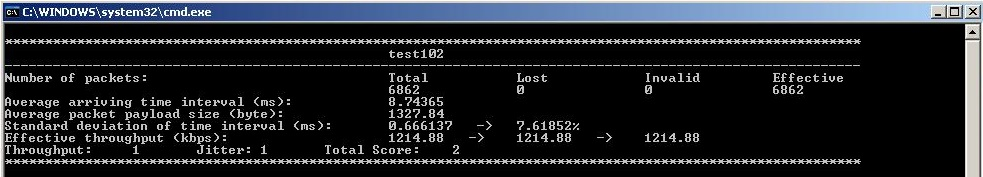 C:\WINDOWS\system32\cmd.exe
*******************************************************************************************************
test102
-------------------------------------------------------------------------------------------------------
Number of packets: Total Lost Invalid Effective
6862 0 0 6862
Average arriving time interval (ms): 8.74365
Average packet payload size (byte): 1327.84
Standard deviation of time interval (ms): 0.666137 -> 7.61852%
Effective throughput (kbps): 1214.88 -> 1214.88 -> 1214.88
Throughput: 1 Jitter: 1 Total Score: 2
*******************************************************************************************************